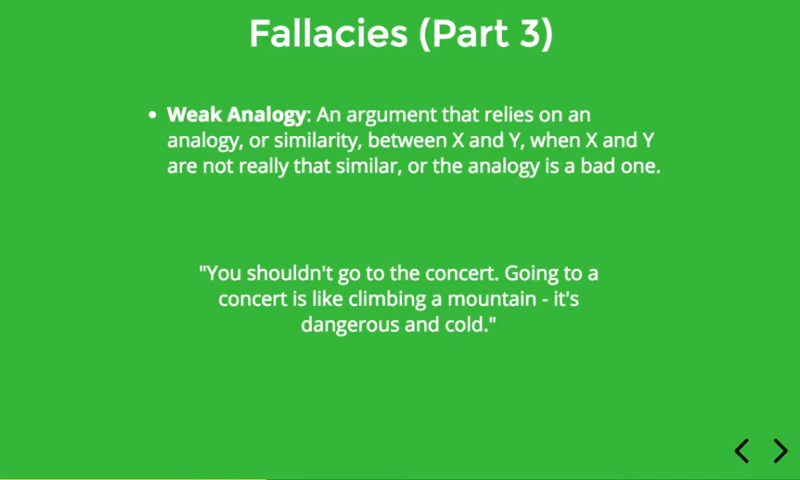 Fallacies (Part 3)
• Weak Analogy: An argument that relies on an
analogy, or similarity, between X and Y, when X and Y
are not really that similar, or the analogy is a bad one.
"You shouldn't go to the concert. Going to a
concert is like climbing a mountain - it's
dangerous and cold."